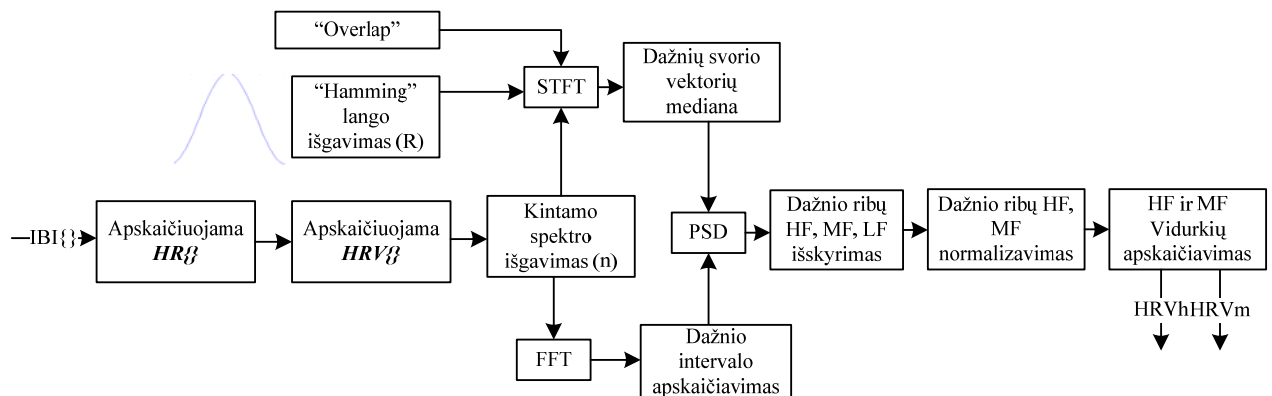 “Overlap”
“Hamming”
lango
išgavimas (R)
STFT
Dažnių svorio
vektorių
mediana
IBI{}
Apskaičiuojama
HR{}
Apskaičiuojama
HRV{}
Kintamo
spektro
išgavimas (n)
PSD
Dažnio ribų
HF, MF, LF
išskyrimas
Dažnio ribų HF,
MF
normalizavimas
HF ir MF
Vidurkių
apskaičiavimas
HRVh
HRVm
FFT
Dažnio
intervalo
apskaičiavimas